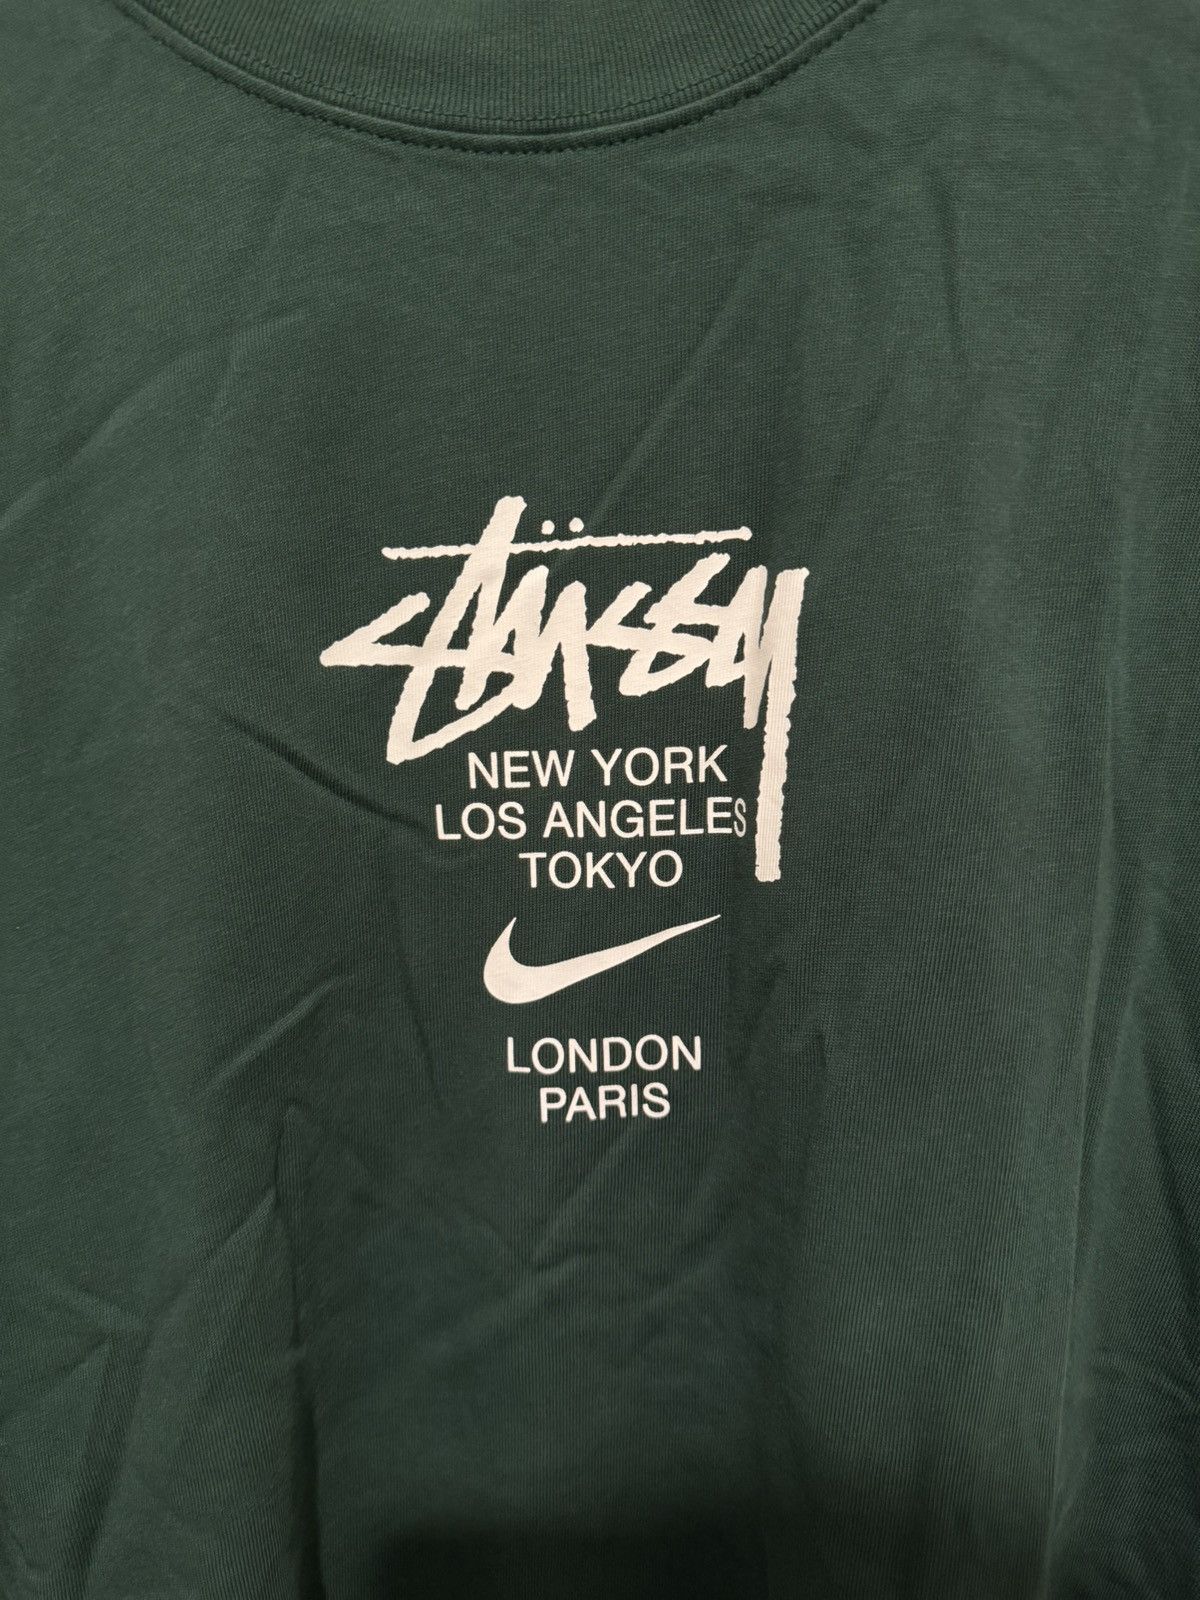 Stüssy
NEW YORK
LOS ANGELES
TOKYO
LONDON
PARIS